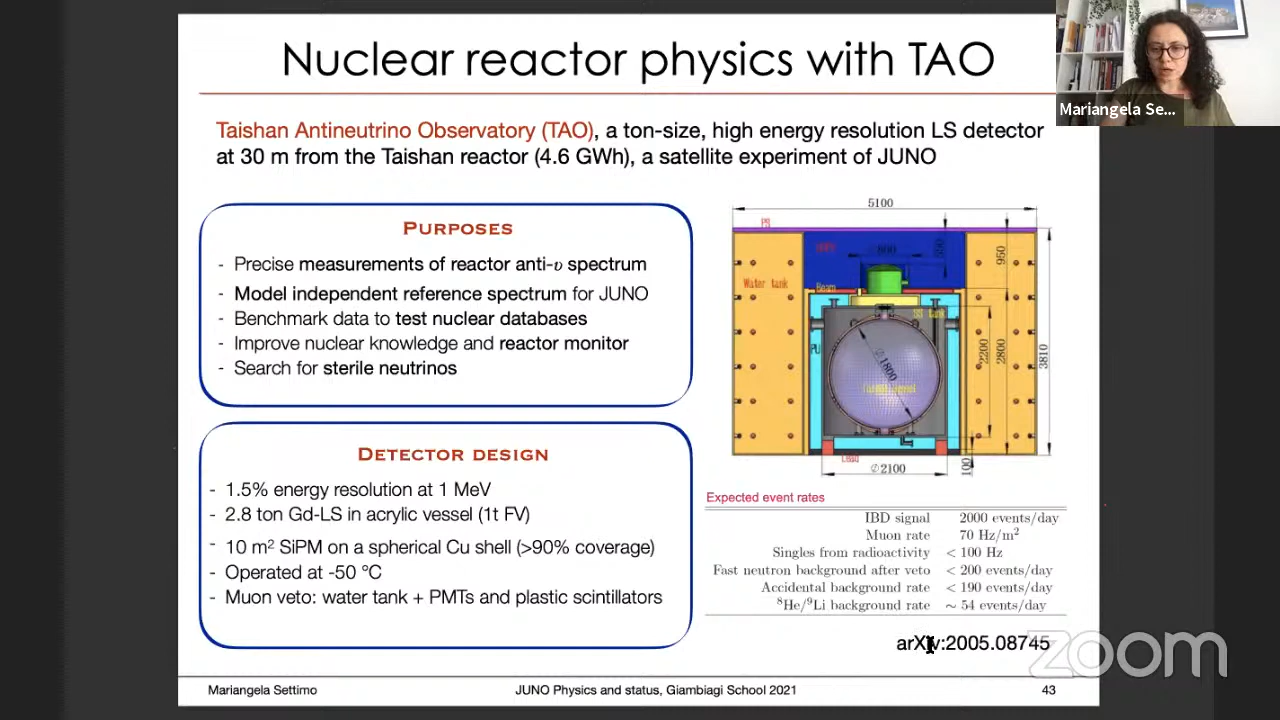 Nuclear reactor physics with TAO
Mariangela Se...
Taishan Antineutrino Observatory (TAO), a ton-size, high energy resolution LS detector
at 30 m from the Taishan reactor (4.6 GWh), a satellite experiment of JUNO
PURPOSES
- Precise measurements of reactor anti-υ spectrum
- Model independent reference spectrum for JUNO
- Benchmark data to test nuclear databases
- Improve nuclear knowledge and reactor monitor
- Search for sterile neutrinos
DETECTOR DESIGN
- 1.5% energy resolution at 1 MeV
- 2.8 ton Gd-LS in acrylic vessel (1t FV)
- 10 m² SiPM on a spherical Cu shell (>90% coverage)
- Operated at -50 °C
- Muon veto: water tank + PMTs and plastic scintillators
5100
PS
950
Water tank
Beam
SS tank
PU
∅1800
2200
2800
3810
Lead
∅2100
100
Expected event rates
IBD signal 2000 events/day
Muon rate 70 Hz/m²
Singles from radioactivity < 100 Hz
Fast neutron background after veto < 200 events/day
Accidental background rate < 190 events/day
⁸He/⁹Li background rate ~ 54 events/day
arXiv:2005.08745
zoom
Mariangela Settimo
JUNO Physics and status, Giambiagi School 2021
43